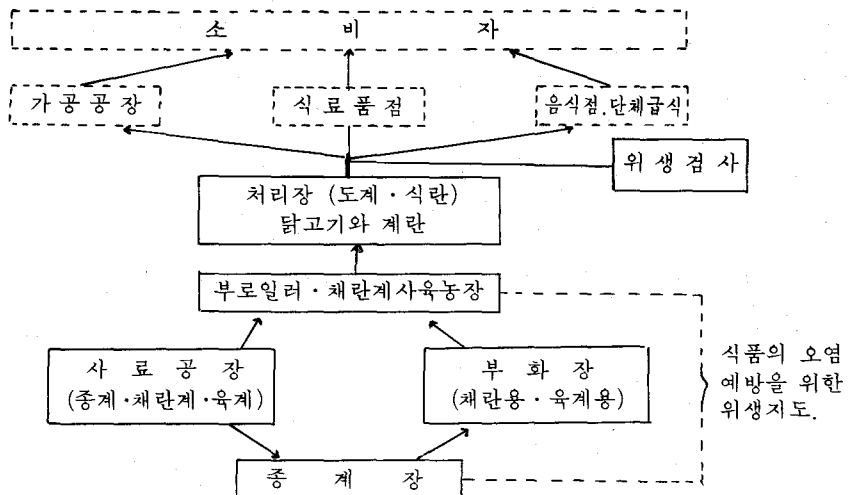 소 비 자
가공공장
식료품점
음식점.단체급식
위생검사
처리장 (도계·식란)
닭고기와 계란
부로일러·채란계사육농장
사 료 공 장
(종계·채란계·육계)
부 화 장
(채란용·육계용)
식품의 오염
예방을 위한
위생지도.
종 계 장